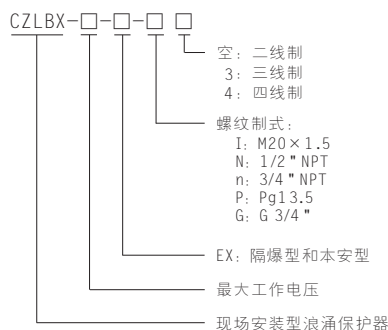 CZLBX-□-□-□ □
空: 二线制
3: 三线制
4: 四线制
螺纹制式:
I: M20×1.5
N: 1/2"NPT
n: 3/4"NPT
P: Pg13.5
G: G 3/4"
EX: 隔爆型和本安型
最大工作电压
现场安装型浪涌保护器